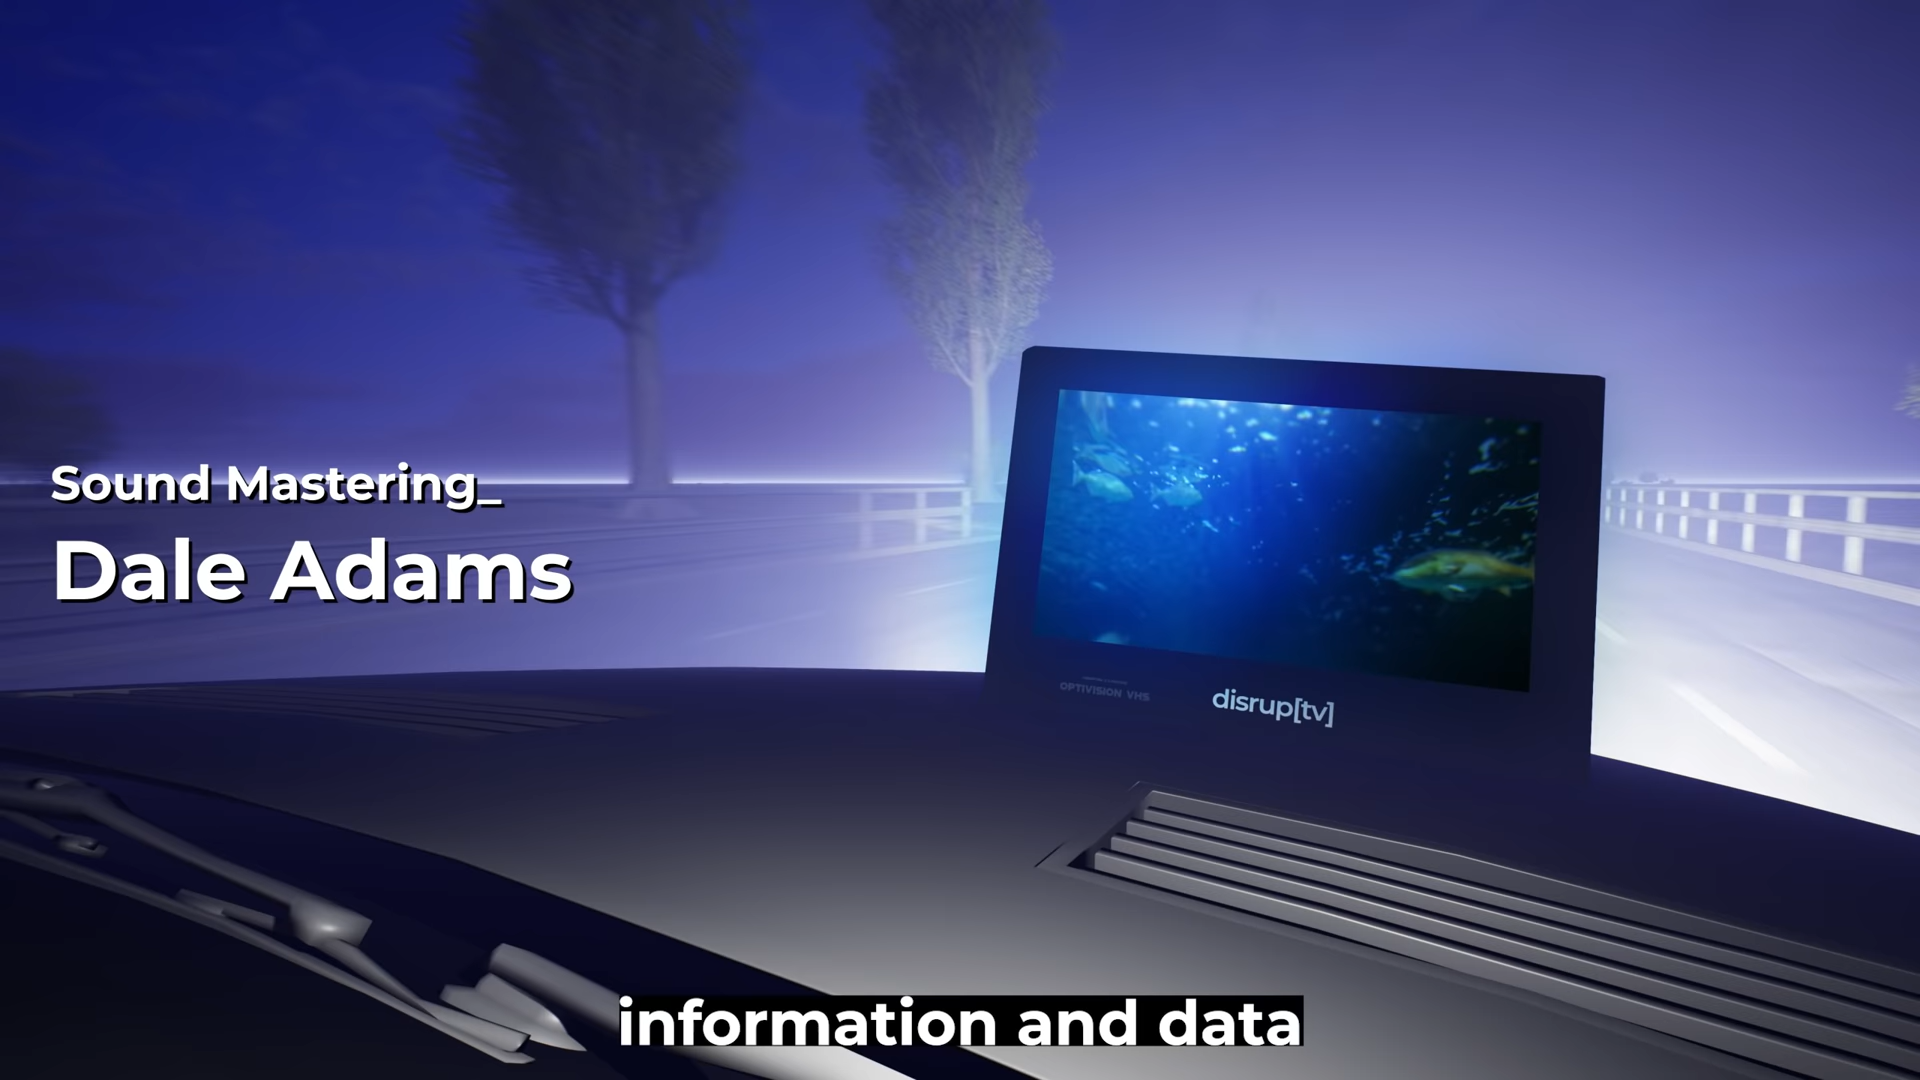 Sound Mastering_
Dale Adams
OPTIVISION VHS
disrup[tv]
information and data